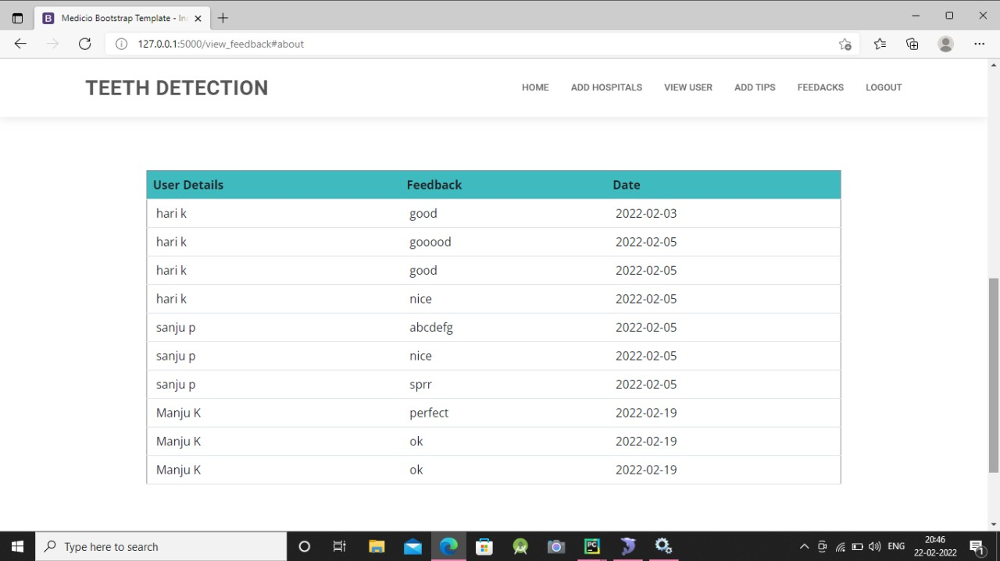 Medicio Bootstrap Template - Inc
127.0.0.1:5000/view_feedback#about
TEETH DETECTION
HOME ADD HOSPITALS VIEW USER ADD TIPS FEEDACKS LOGOUT
User Details Feedback Date
hari k good 2022-02-03
hari k gooood 2022-02-05
hari k good 2022-02-05
hari k nice 2022-02-05
sanju p abcdefg 2022-02-05
sanju p nice 2022-02-05
sanju p sprr 2022-02-05
Manju K perfect 2022-02-19
Manju K ok 2022-02-19
Manju K ok 2022-02-19
Type here to search
PC
ENG
20:46
22-02-2022
1